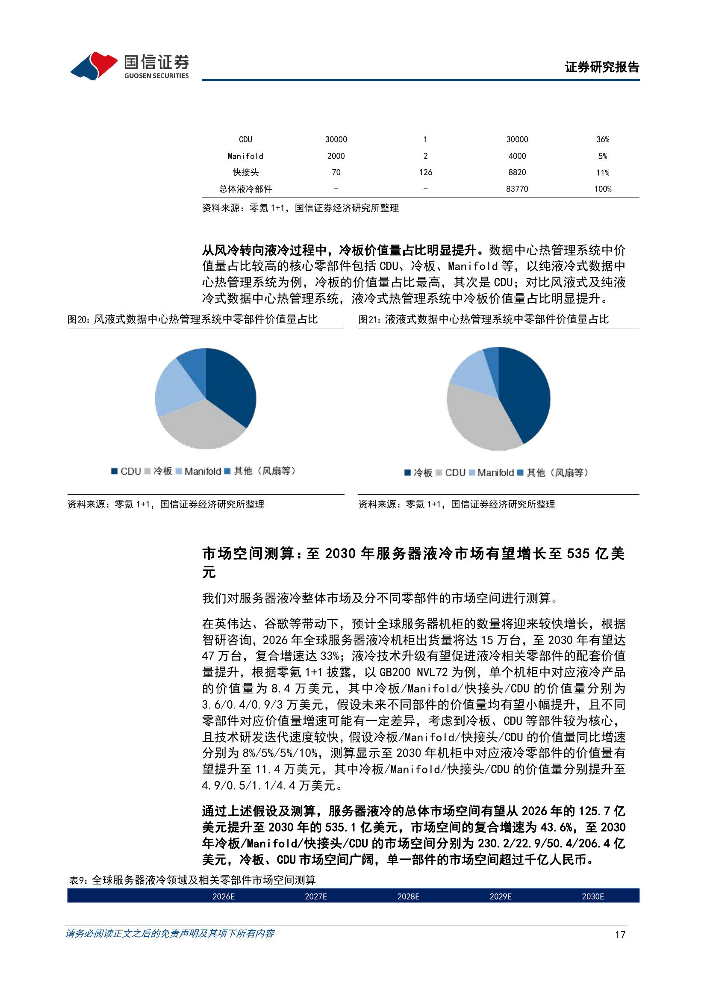 国信证券
GUOSEN SECURITIES
证券研究报告
CDU 30000 1 30000 36%
Manifold 2000 2 4000 5%
快接头 70 126 8820 11%
总体液冷部件 - - 83770 100%
资料来源：零氪 1+1，国信证券经济研究所整理
从风冷转向液冷过程中，冷板价值量占比明显提升。数据中心热管理系统中价
值量占比较高的核心零部件包括 CDU、冷板、Manifold 等，以纯液冷式数据中
心热管理系统为例，冷板的价值量占比最高，其次是 CDU；对比风液式及纯液
冷式数据中心热管理系统，液冷式热管理系统中冷板价值量占比明显提升。
图20：风液式数据中心热管理系统中零部件价值量占比
图21：液液式数据中心热管理系统中零部件价值量占比
CDU 冷板 Manifold 其他（风扇等）
冷板 CDU Manifold 其他（风扇等）
资料来源：零氪 1+1，国信证券经济研究所整理
资料来源：零氪 1+1，国信证券经济研究所整理
市场空间测算：至 2030 年服务器液冷市场有望增长至 535 亿美
元
我们对服务器液冷整体市场及分不同零部件的市场空间进行测算。
在英伟达、谷歌等带动下，预计全球服务器机柜的数量将迎来较快增长，根据
智研咨询，2026 年全球服务器液冷机柜出货量将达 15 万台，至 2030 年有望达
47 万台，复合增速达 33%；液冷技术升级有望促进液冷相关零部件的配套价值
量提升，根据零氪 1+1 披露，以 GB200 NVL72 为例，单个机柜中对应液冷产品
的价值量为 8.4 万美元，其中冷板/Manifold/快接头/CDU 的价值量分别为
3.6/0.4/0.9/3 万美元，假设未来不同部件的价值量均有望小幅提升，且不同
零部件对应价值量增速可能有一定差异，考虑到冷板、CDU 等部件较为核心，
且技术研发迭代速度较快，假设冷板/Manifold/快接头/CDU 的价值量同比增速
分别为 8%/5%/5%/10%，测算显示至 2030 年机柜中对应液冷零部件的价值量有
望提升至 11.4 万美元，其中冷板/Manifold/快接头/CDU 的价值量分别提升至
4.9/0.5/1.1/4.4 万美元。
通过上述假设及测算，服务器液冷的总体市场空间有望从 2026 年的 125.7 亿
美元提升至 2030 年的 535.1 亿美元，市场空间的复合增速为 43.6%，至 2030
年冷板/Manifold/快接头/CDU 的市场空间分别为 230.2/22.9/50.4/206.4 亿
美元，冷板、CDU 市场空间广阔，单一部件的市场空间超过千亿人民币。
表9：全球服务器液冷领域及相关零部件市场空间测算
2026E 2027E 2028E 2029E 2030E
请务必阅读正文之后的免责声明及其项下所有内容
17